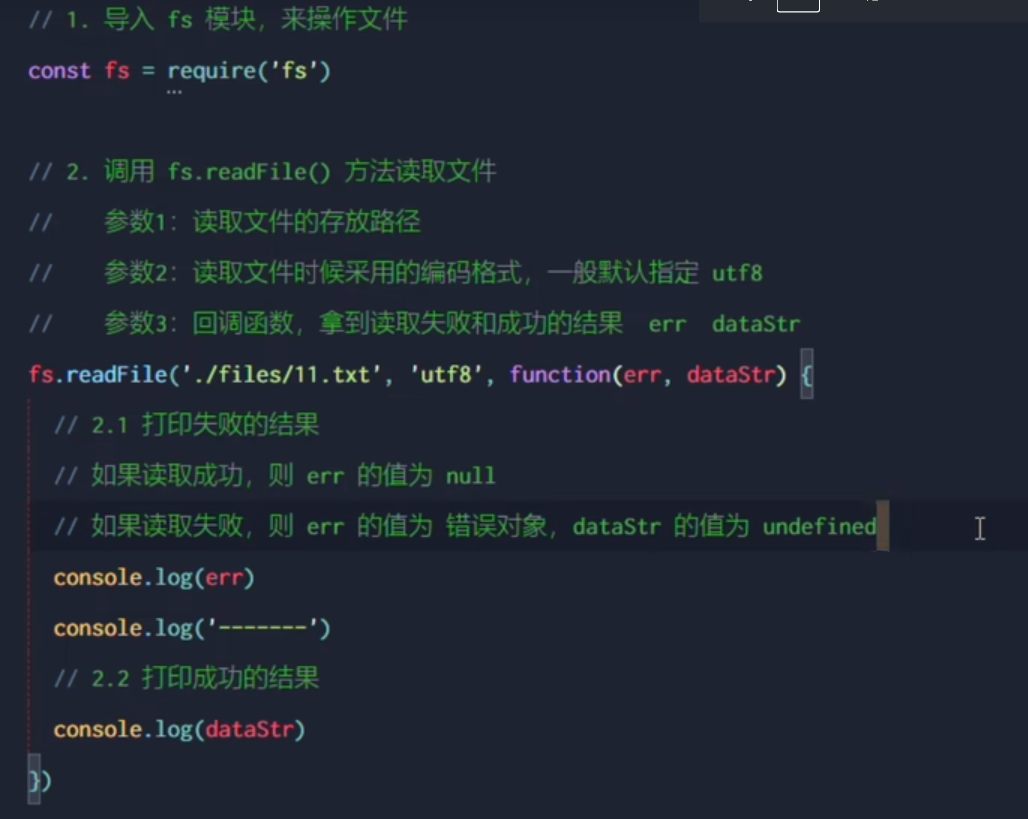 // 1. 导入 fs 模块，来操作文件
const fs = require('fs')
// 2. 调用 fs.readFile() 方法读取文件
//    参数1：读取文件的存放路径
//    参数2：读取文件时候采用的编码格式，一般默认指定 utf8
//    参数3：回调函数，拿到读取失败和成功的结果  err  dataStr
fs.readFile('./files/11.txt', 'utf8', function(err, dataStr) {
  // 2.1 打印失败的结果
  // 如果读取成功，则 err 的值为 null
  // 如果读取失败，则 err 的值为 错误对象，dataStr 的值为 undefined
  console.log(err)
  console.log('-------')
  // 2.2 打印成功的结果
  console.log(dataStr)
})